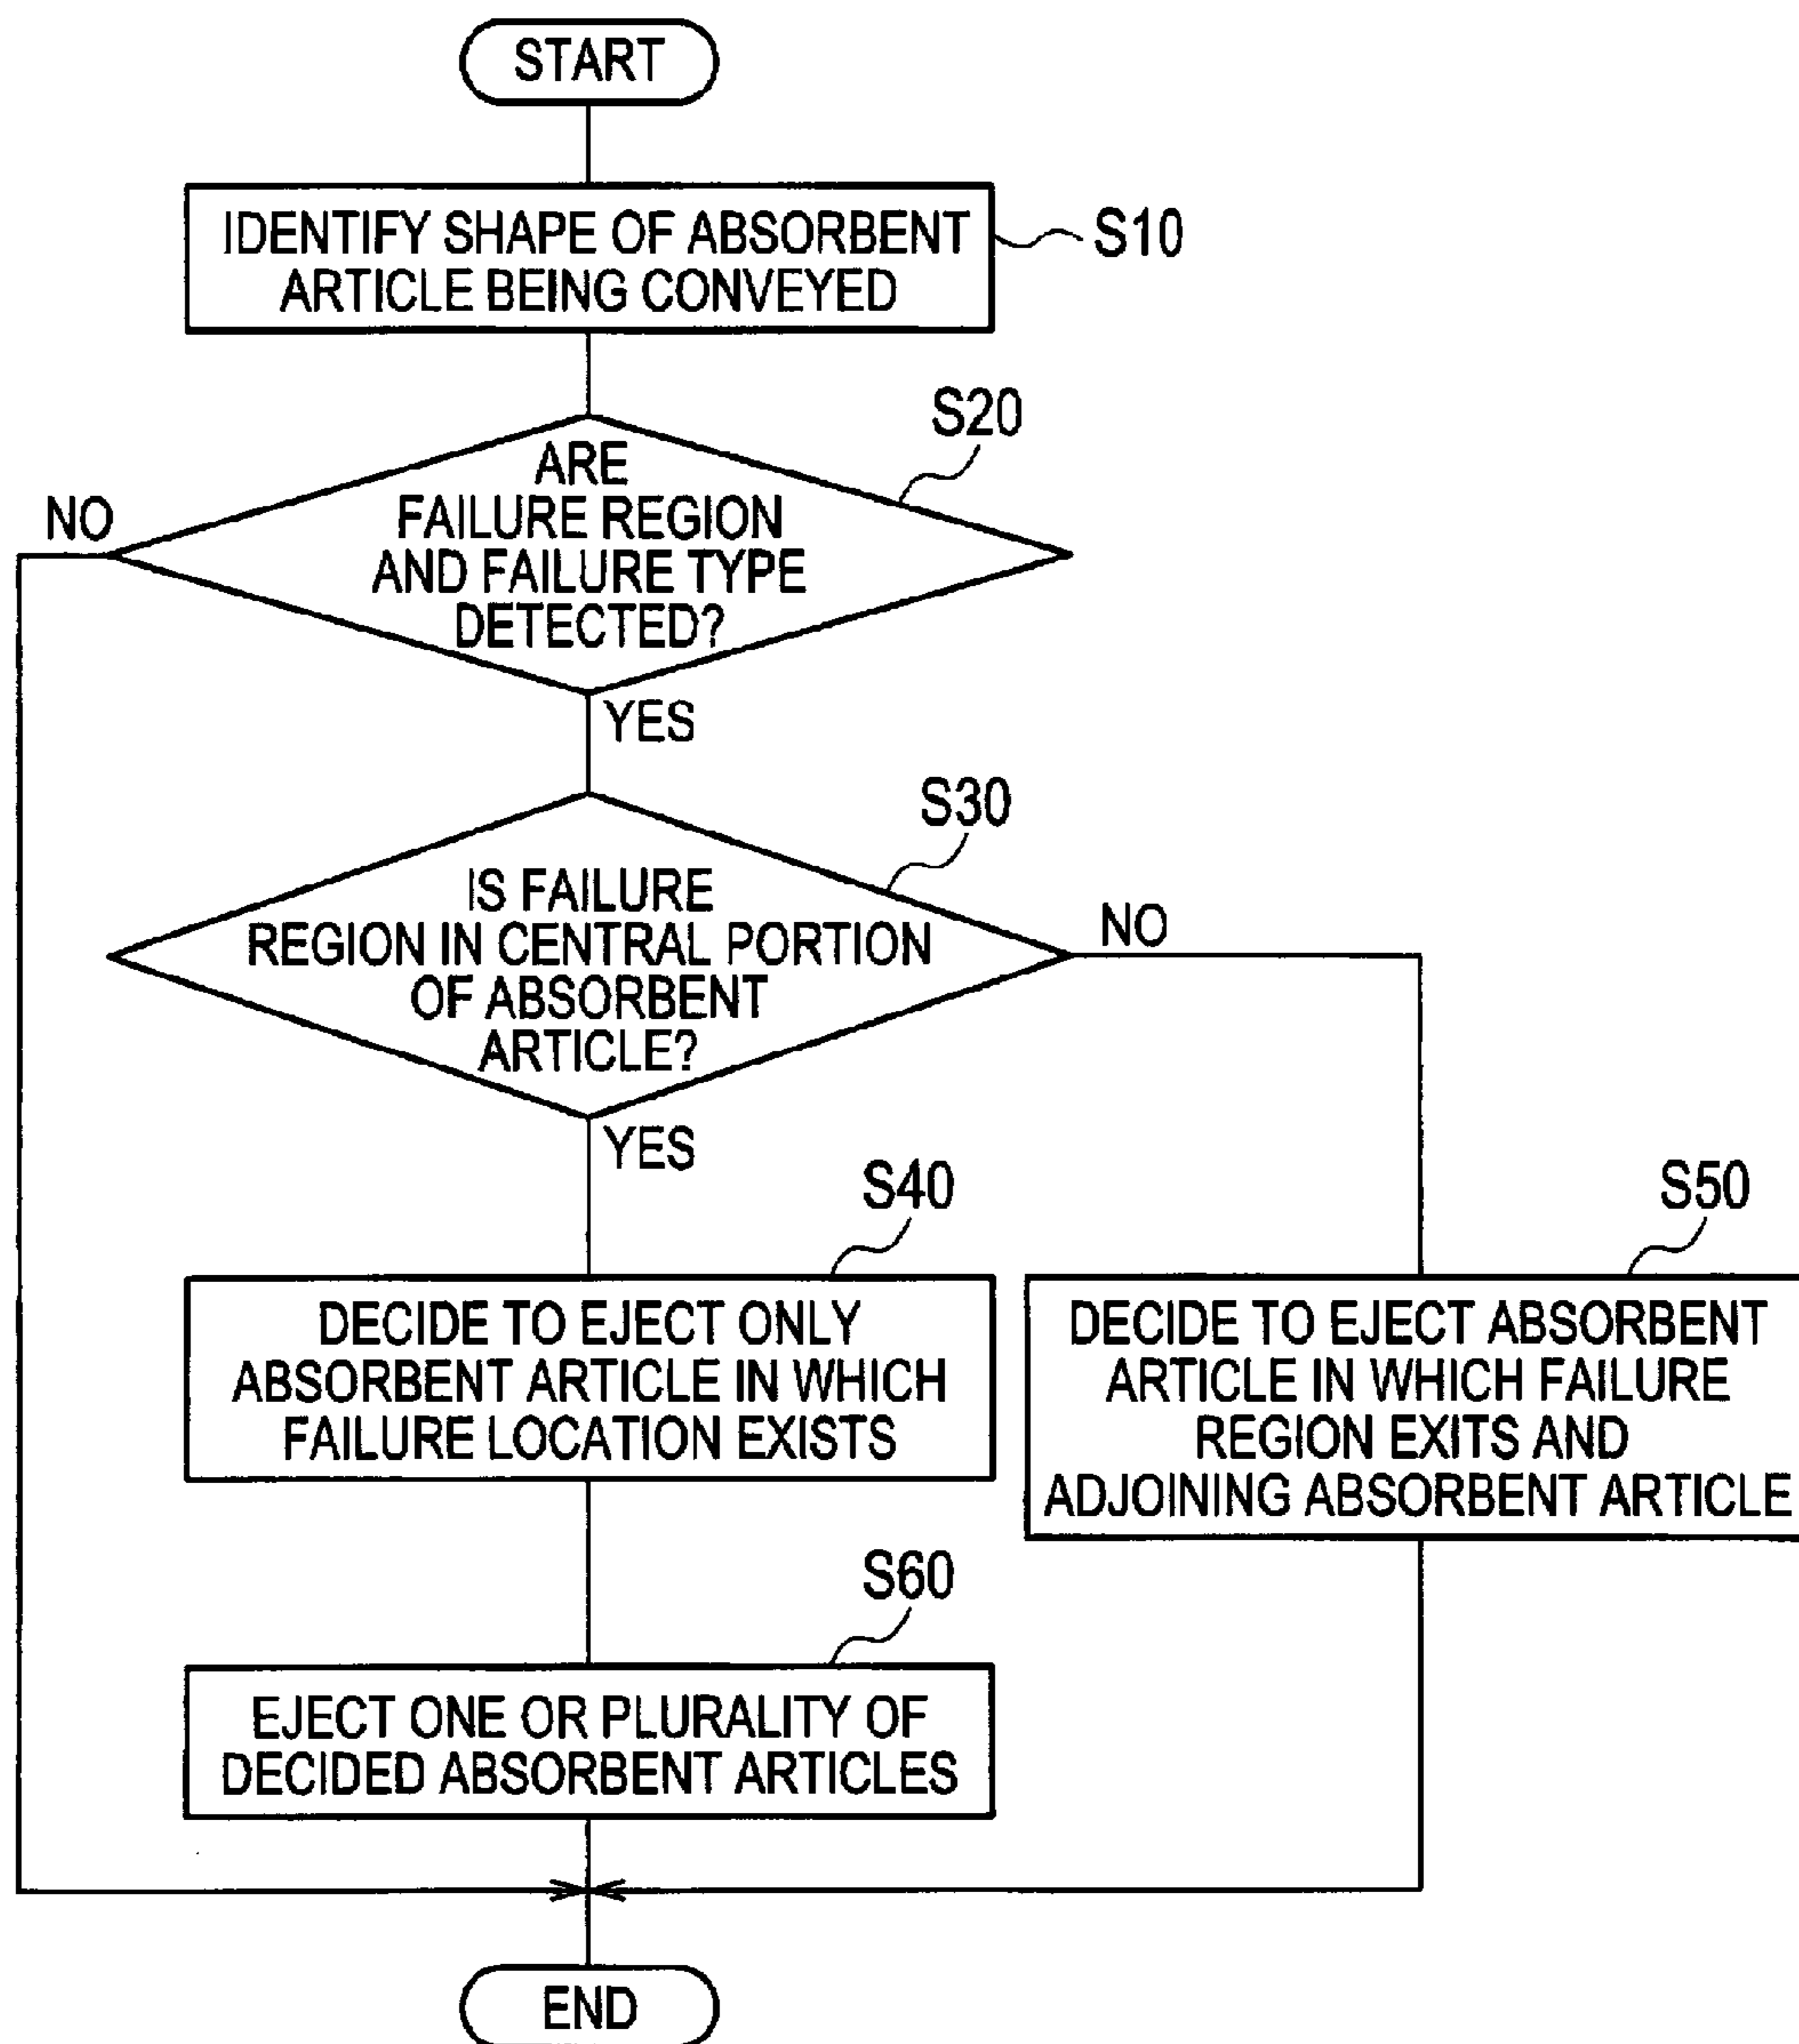 START
IDENTIFY SHAPE OF ABSORBENT
ARTICLE BEING CONVEYED
S10
S20
ARE
FAILURE REGION
AND FAILURE TYPE
DETECTED?
NO
YES
S30
IS FAILURE
REGION IN CENTRAL PORTION
OF ABSORBENT
ARTICLE?
NO
YES
S40
DECIDE TO EJECT ONLY
ABSORBENT ARTICLE IN WHICH
FAILURE LOCATION EXISTS
S50
DECIDE TO EJECT ABSORBENT
ARTICLE IN WHICH FAILURE
REGION EXITS AND
ADJOINING ABSORBENT ARTICLE
S60
EJECT ONE OR PLURALITY OF
DECIDED ABSORBENT ARTICLES
END